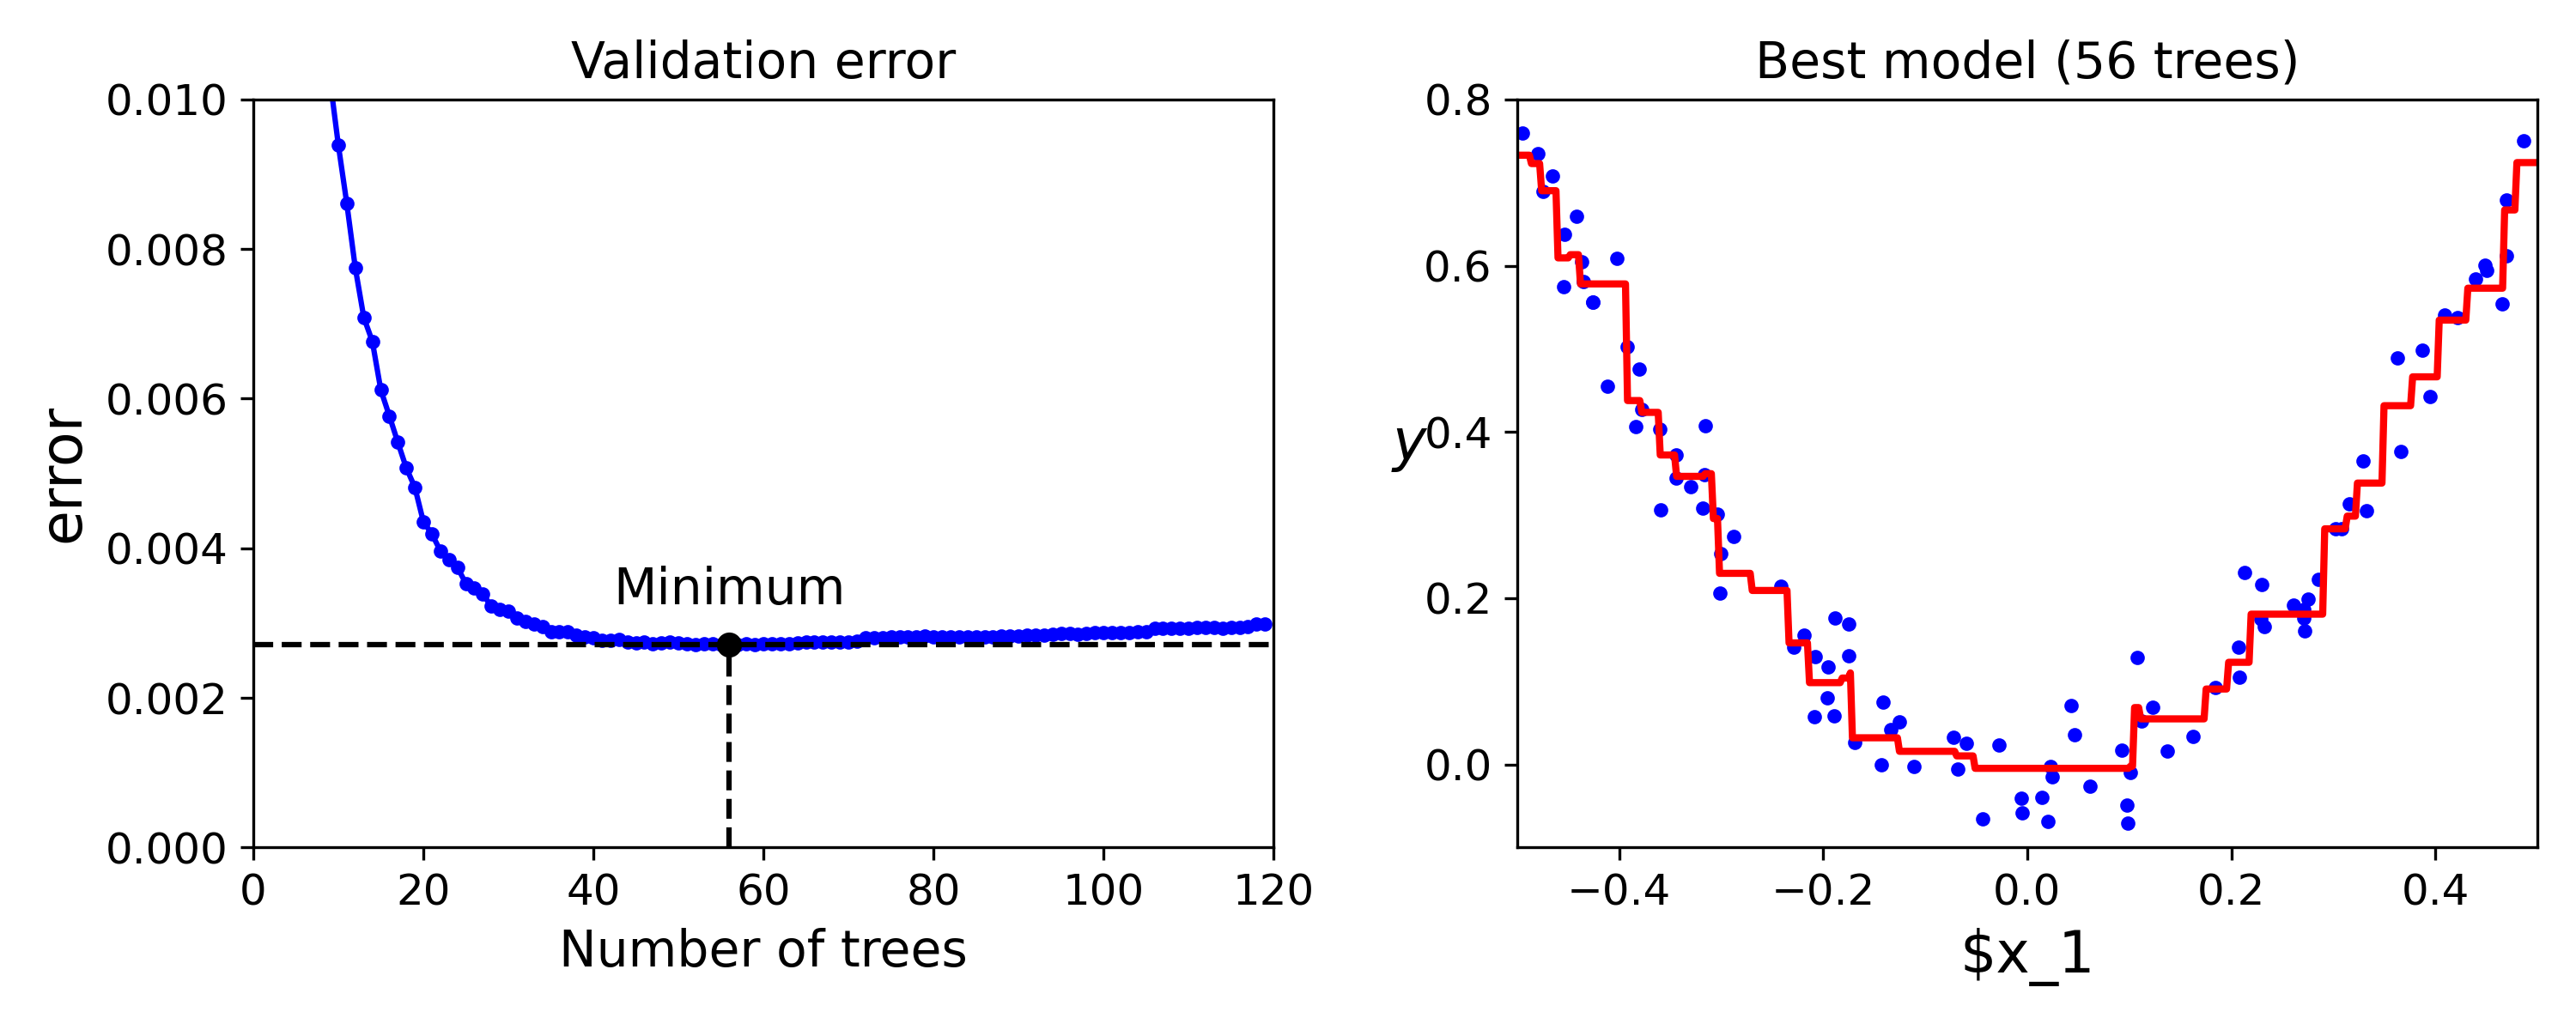 Validation error
0.010
0.008
0.006
0.004
0.002
0.000
error
Minimum
0 20 40 60 80 100 120
Number of trees
Best model (56 trees)
0.8
0.6
0.4
0.2
0.0
y
−0.4 −0.2 0.0 0.2 0.4
$x_1